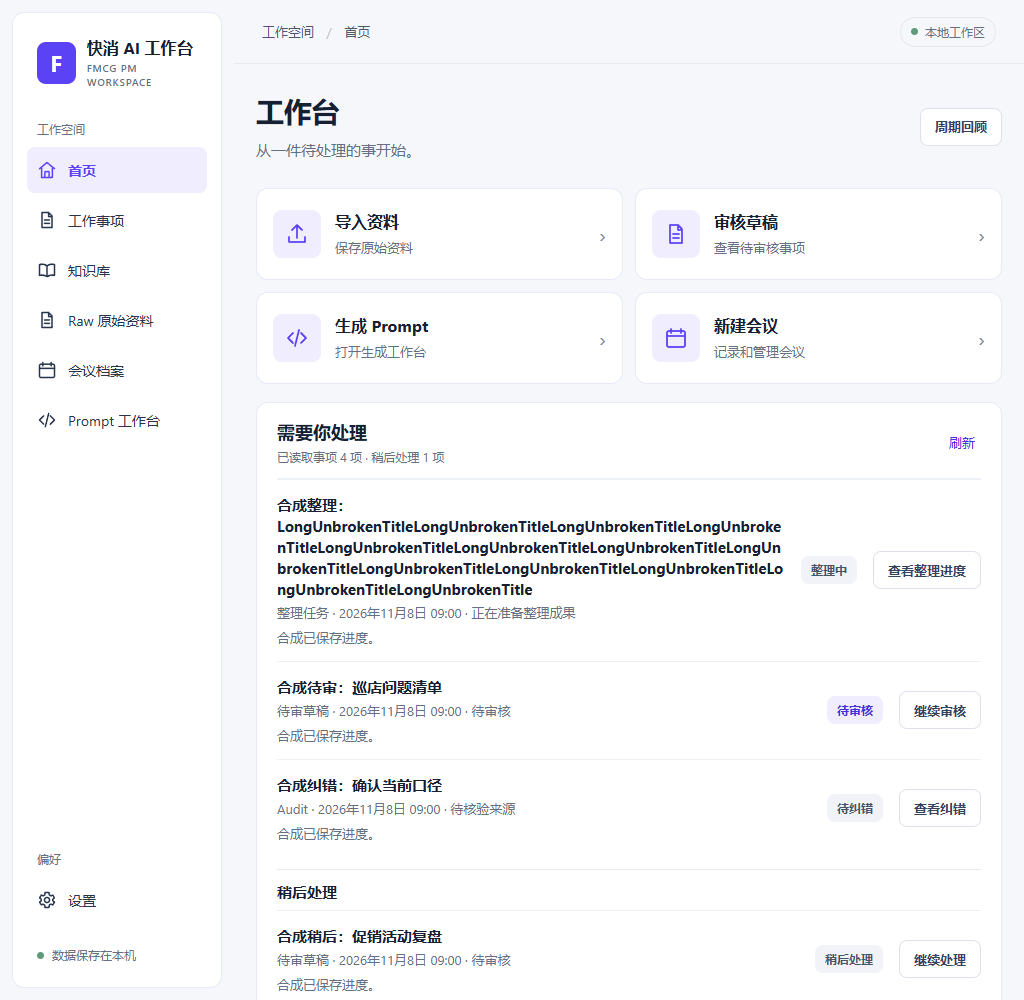 F
快消 AI 工作台
FMCG PM
WORKSPACE
工作空间
首页
工作事项
知识库
Raw 原始资料
会议档案
Prompt 工作台
偏好
设置
数据保存在本机
工作空间 / 首页
本地工作区
工作台
从一件待处理的事开始。
周期回顾
导入资料
保存原始资料
›
审核草稿
查看待审核事项
›
生成 Prompt
打开生成工作台
›
新建会议
记录和管理会议
›
需要你处理
已读取事项 4 项 · 稍后处理 1 项
刷新
合成整理：
LongUnbrokenTitleLongUnbrokenTitleLongUnbrokenTitleLongUnbroke
nTitleLongUnbrokenTitleLongUnbrokenTitleLongUnbrokenTitleLongUn
brokenTitleLongUnbrokenTitleLongUnbrokenTitleLongUnbrokenTitleLo
ngUnbrokenTitleLongUnbrokenTitle
整理任务 · 2026年11月8日 09:00 · 正在准备整理成果
合成已保存进度。
整理中
查看整理进度
合成待审：巡店问题清单
待审草稿 · 2026年11月8日 09:00 · 待审核
合成已保存进度。
待审核
继续审核
合成纠错：确认当前口径
Audit · 2026年11月8日 09:00 · 待核验来源
合成已保存进度。
待纠错
查看纠错
稍后处理
合成稍后：促销活动复盘
待审草稿 · 2026年11月8日 09:00 · 待审核
合成已保存进度。
稍后处理
继续处理